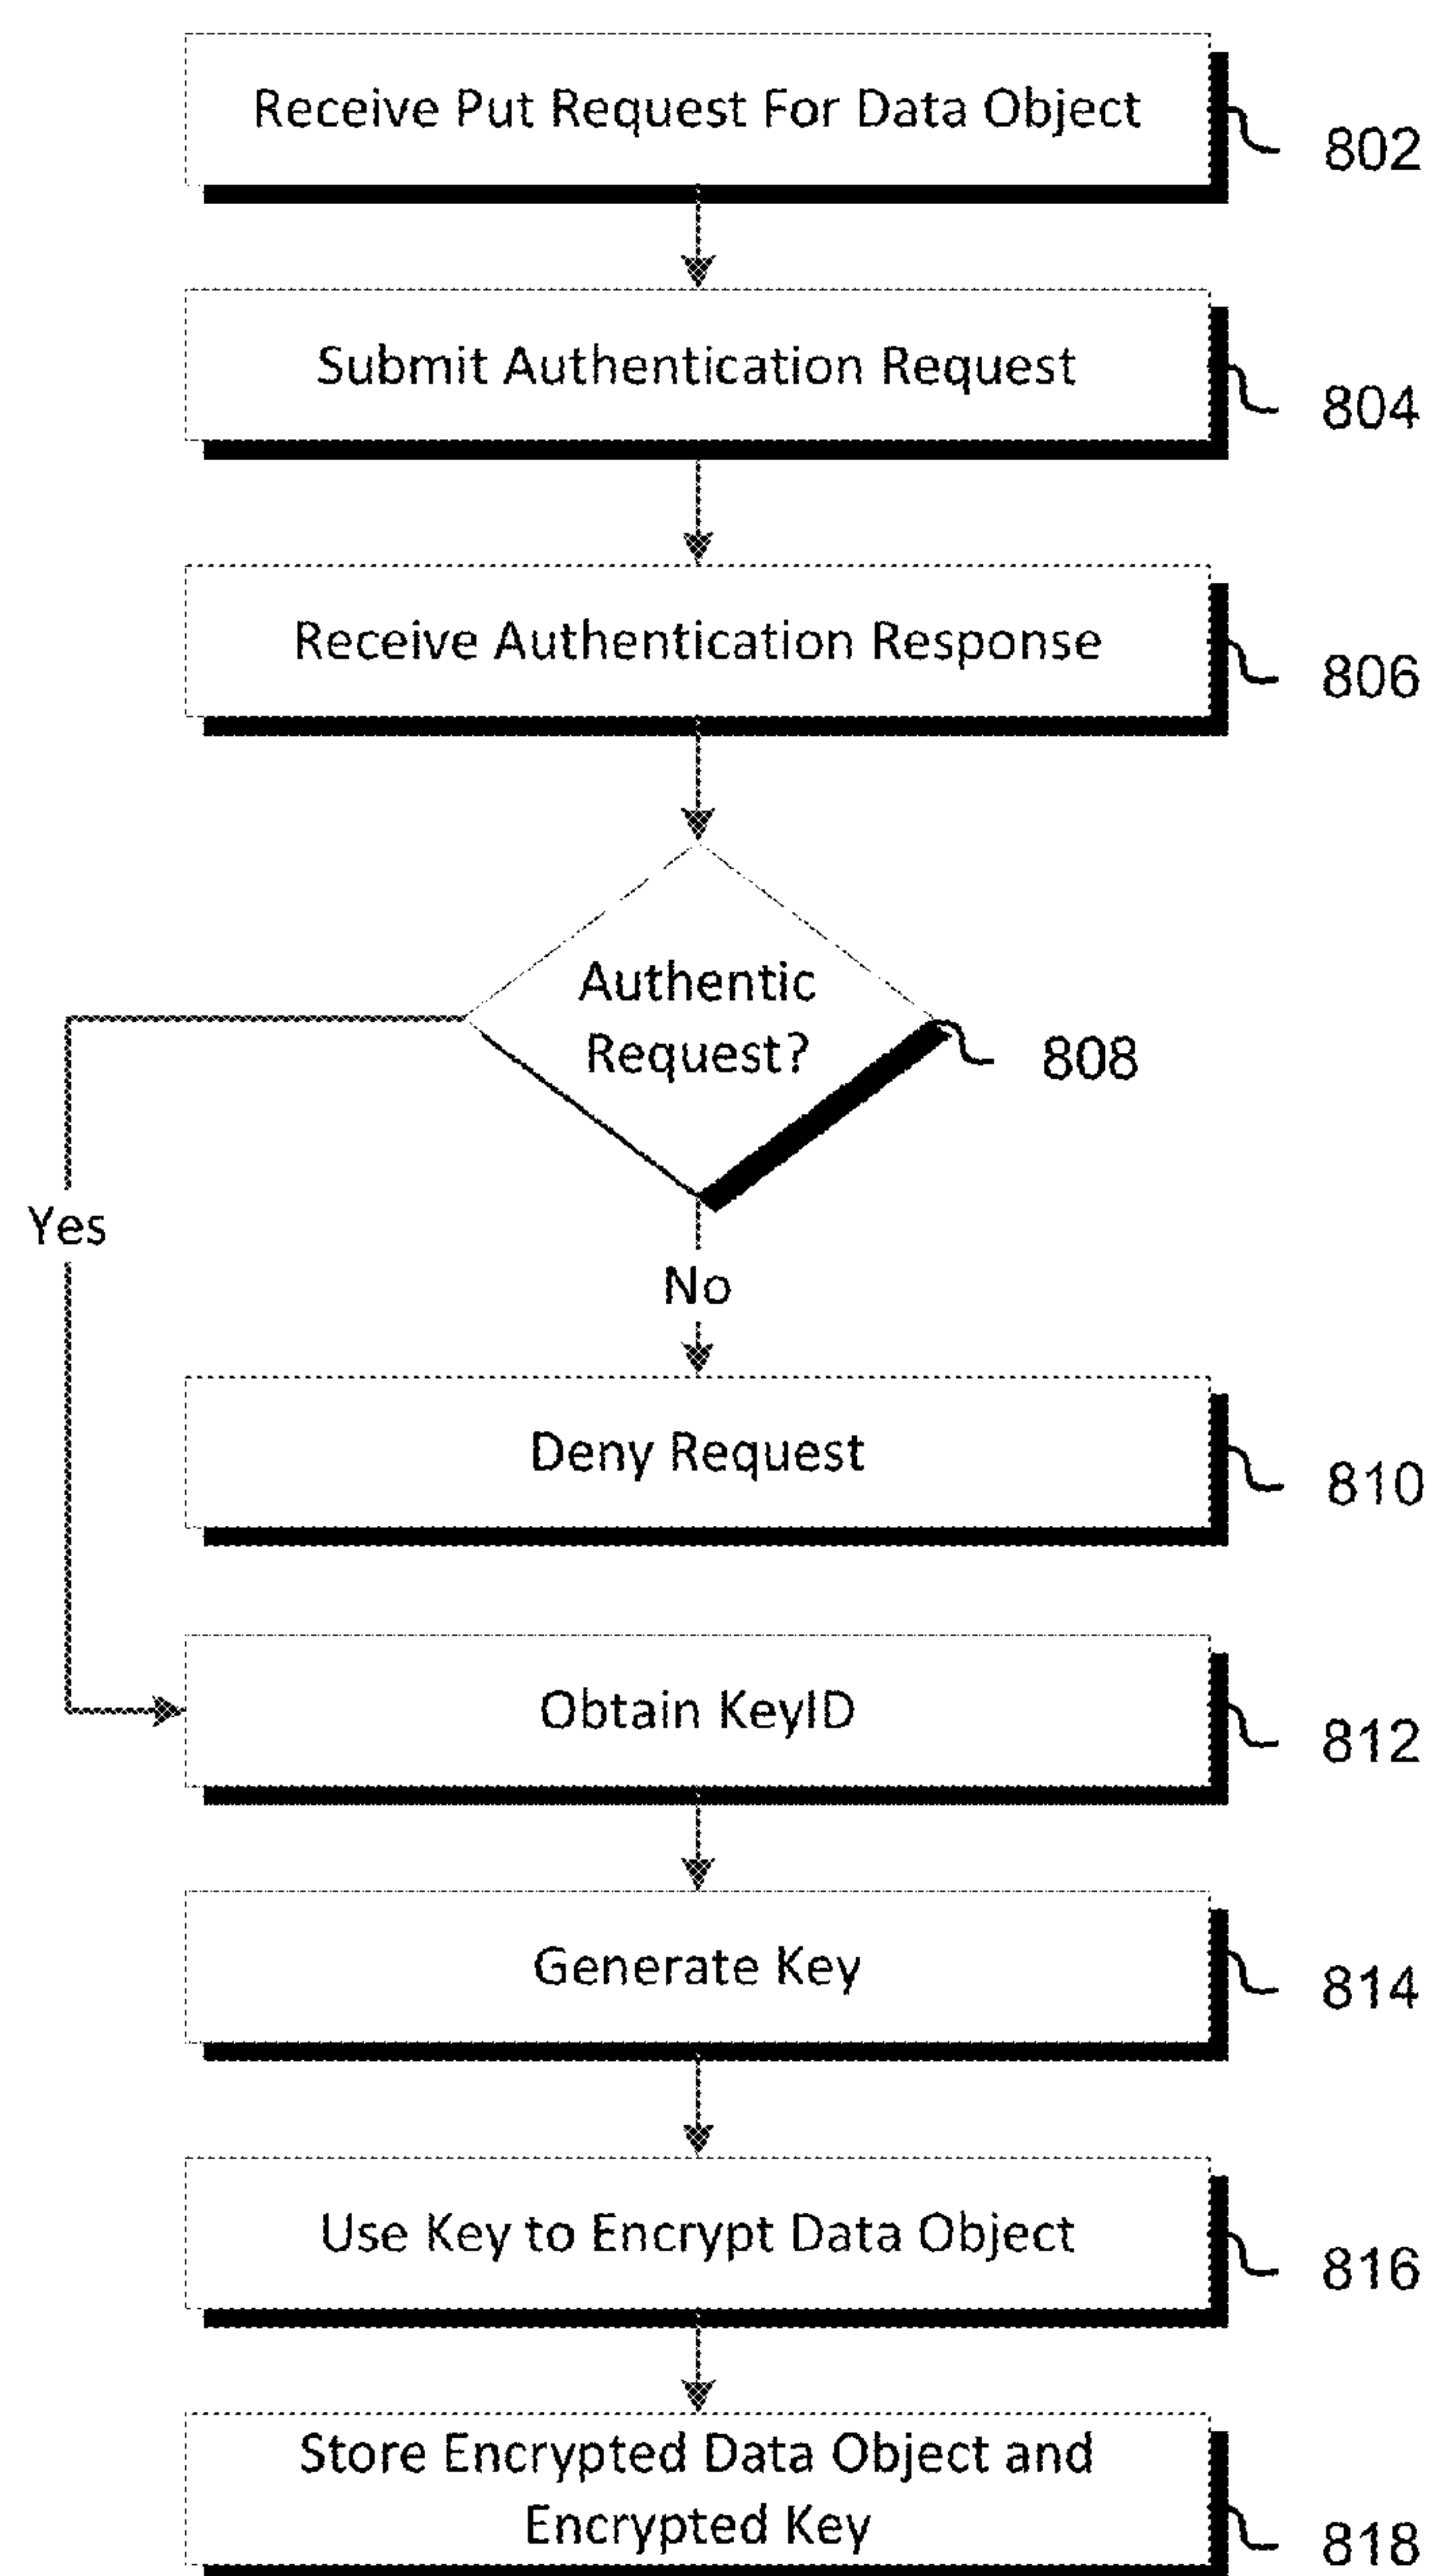 Receive Put Request For Data Object
802
Submit Authentication Request
804
Receive Authentication Response
806
Authentic
Request?
808
Yes
No
Deny Request
810
Obtain KeyID
812
Generate Key
814
Use Key to Encrypt Data Object
816
Store Encrypted Data Object and
Encrypted Key
818